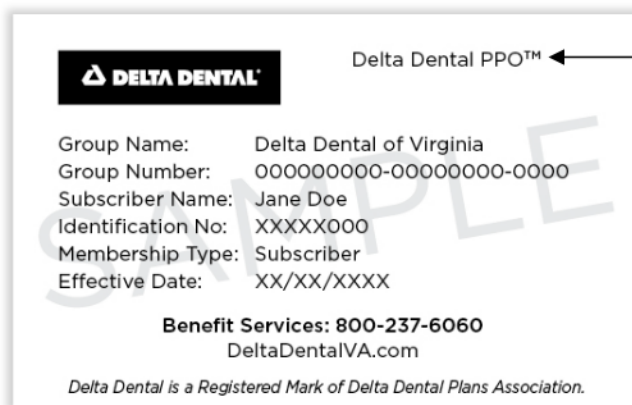 DELTA DENTAL®
Delta Dental PPO™
Group Name: Delta Dental of Virginia
Group Number: 000000000-00000000-0000
Subscriber Name: Jane Doe
Identification No: XXXXX000
Membership Type: Subscriber
Effective Date: XX/XX/XXXX
SAMPLE
Benefit Services: 800-237-6060
DeltaDentalVA.com
Delta Dental is a Registered Mark of Delta Dental Plans Association.